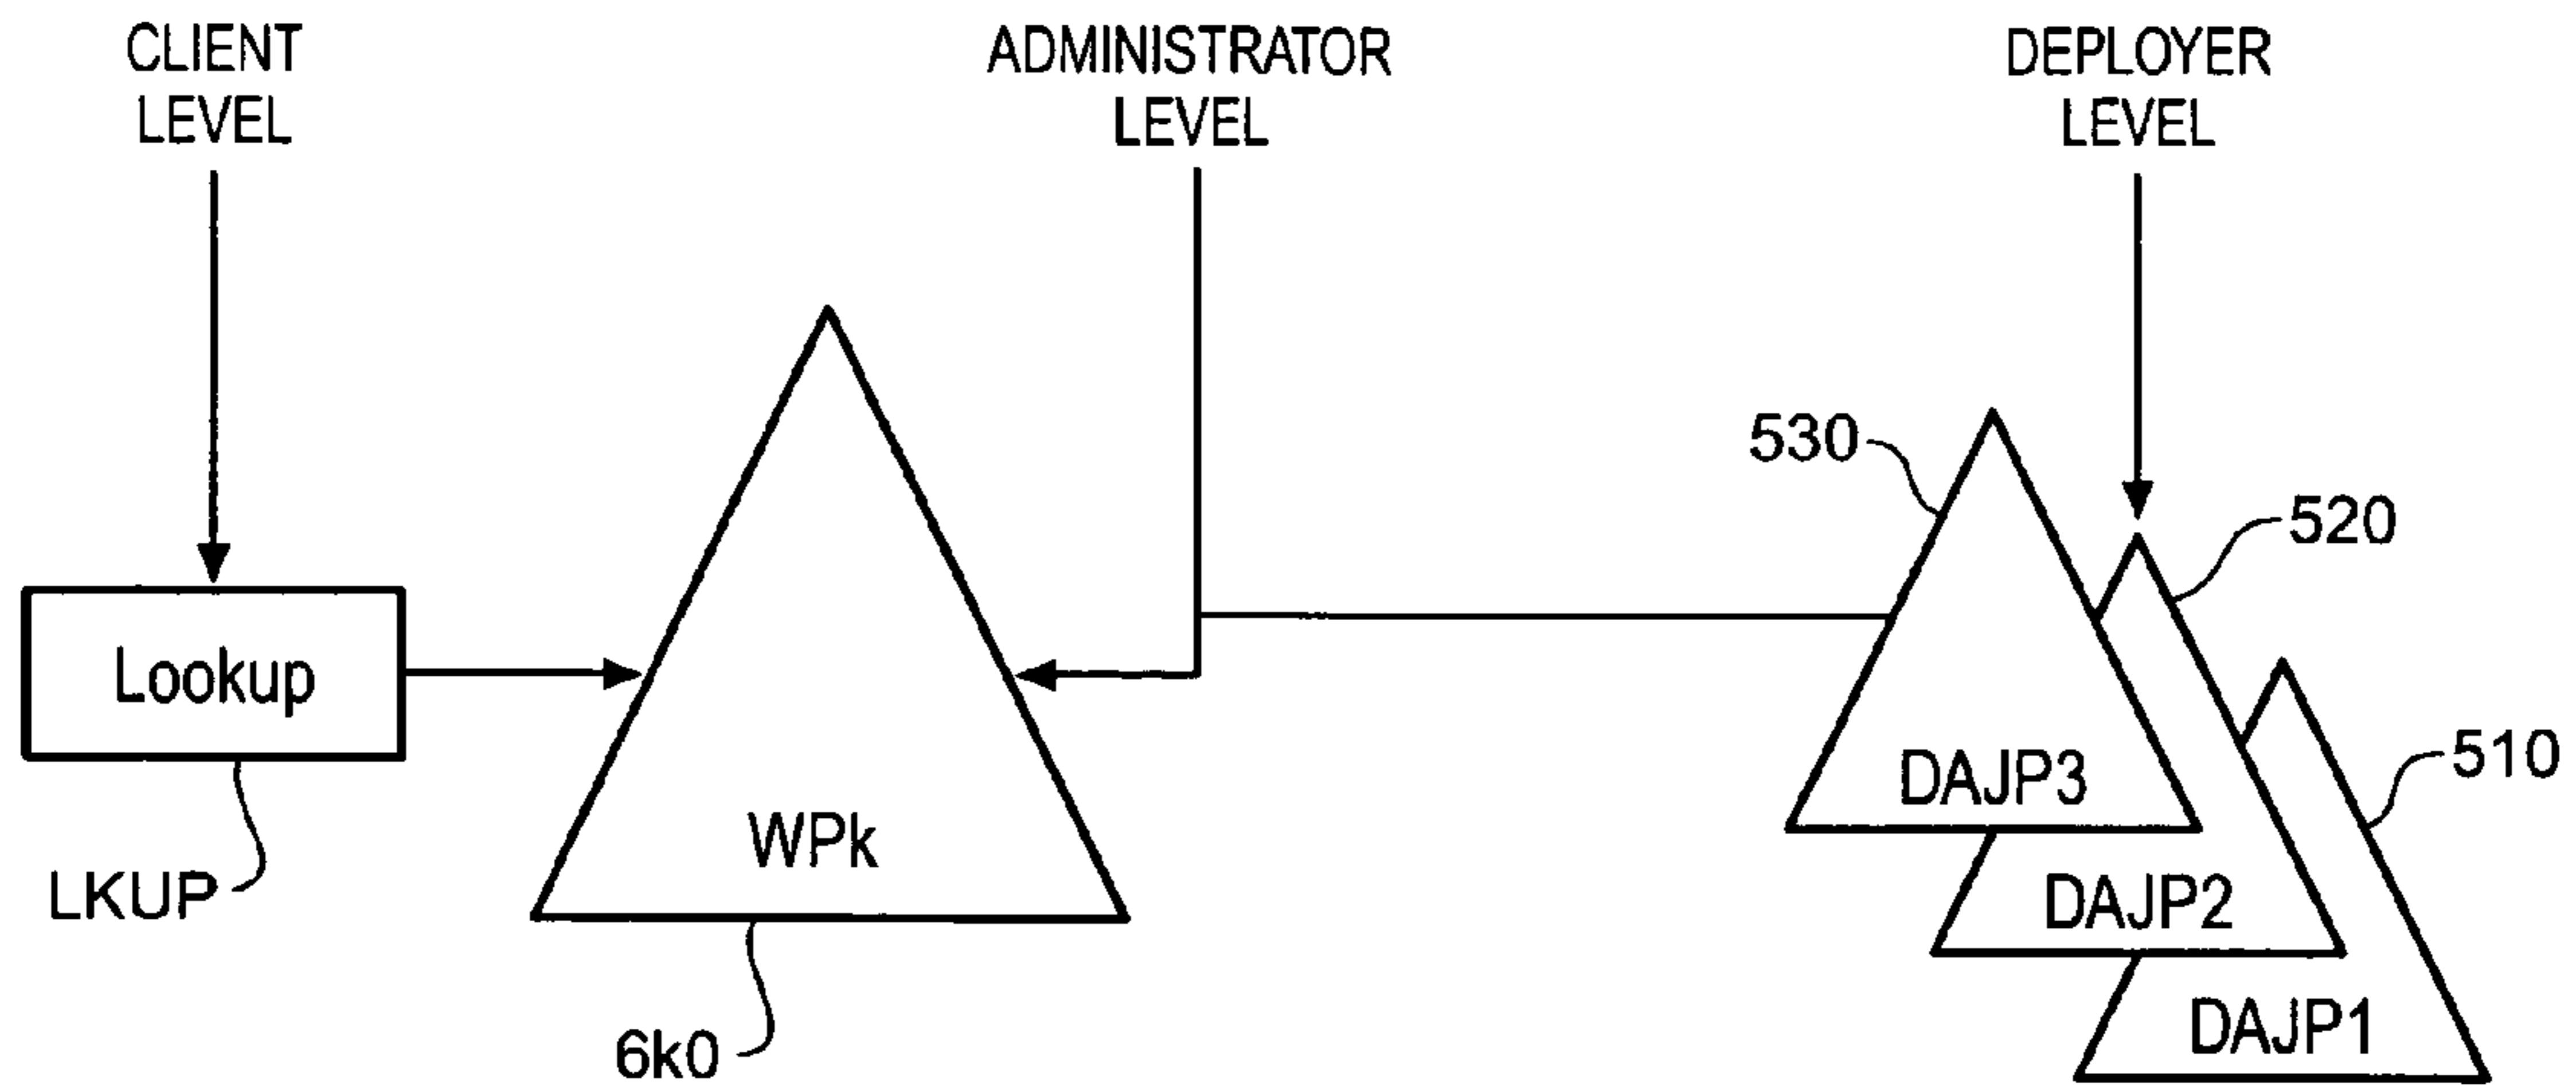 CLIENT
LEVEL
ADMINISTRATOR
LEVEL
DEPLOYER
LEVEL
530
520
Lookup
510
DAJP3
WPk
LKUP
DAJP2
6k0
DAJP1